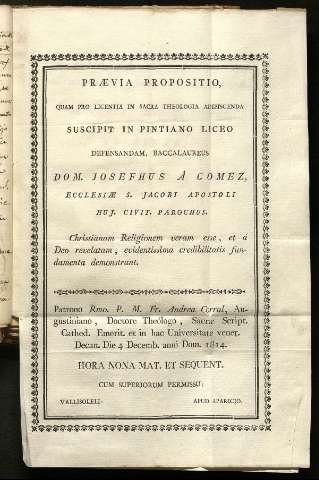 PRÆVIA PROPOSITIO,
QUAM PRO LICENTIA IN SACRA THEOLOGIA ADIPISCENDA
SUSCIPIT IN PINTIANO LICEO
DEFENSANDAM, BACCALAUREUS
DOM. IOSEPHUS Á GOMEZ,
ECCLESIÆ S. JACOBI APOSTOLI
HUJ. CIVIT. PAROCHUS.
Christianam Religionem veram esse, et á
Deo revelatam, evidentissima credibilitatis fun-
damenta demonstrant.
Patrono Rmo. P. M. Fr. Andrea Corral, Au-
gustiniano, Doctore Theologo, Sacræ Script.
Cathed. Emerit. et in hac Universitate vener.
Decan. Die 4 Decemb. anni Dom. 1814.
HORA NONA MAT. ET SEQUENT.
CUM SUPERIORUM PERMISSU:
VALLISOLETI- APUD APARICIO.